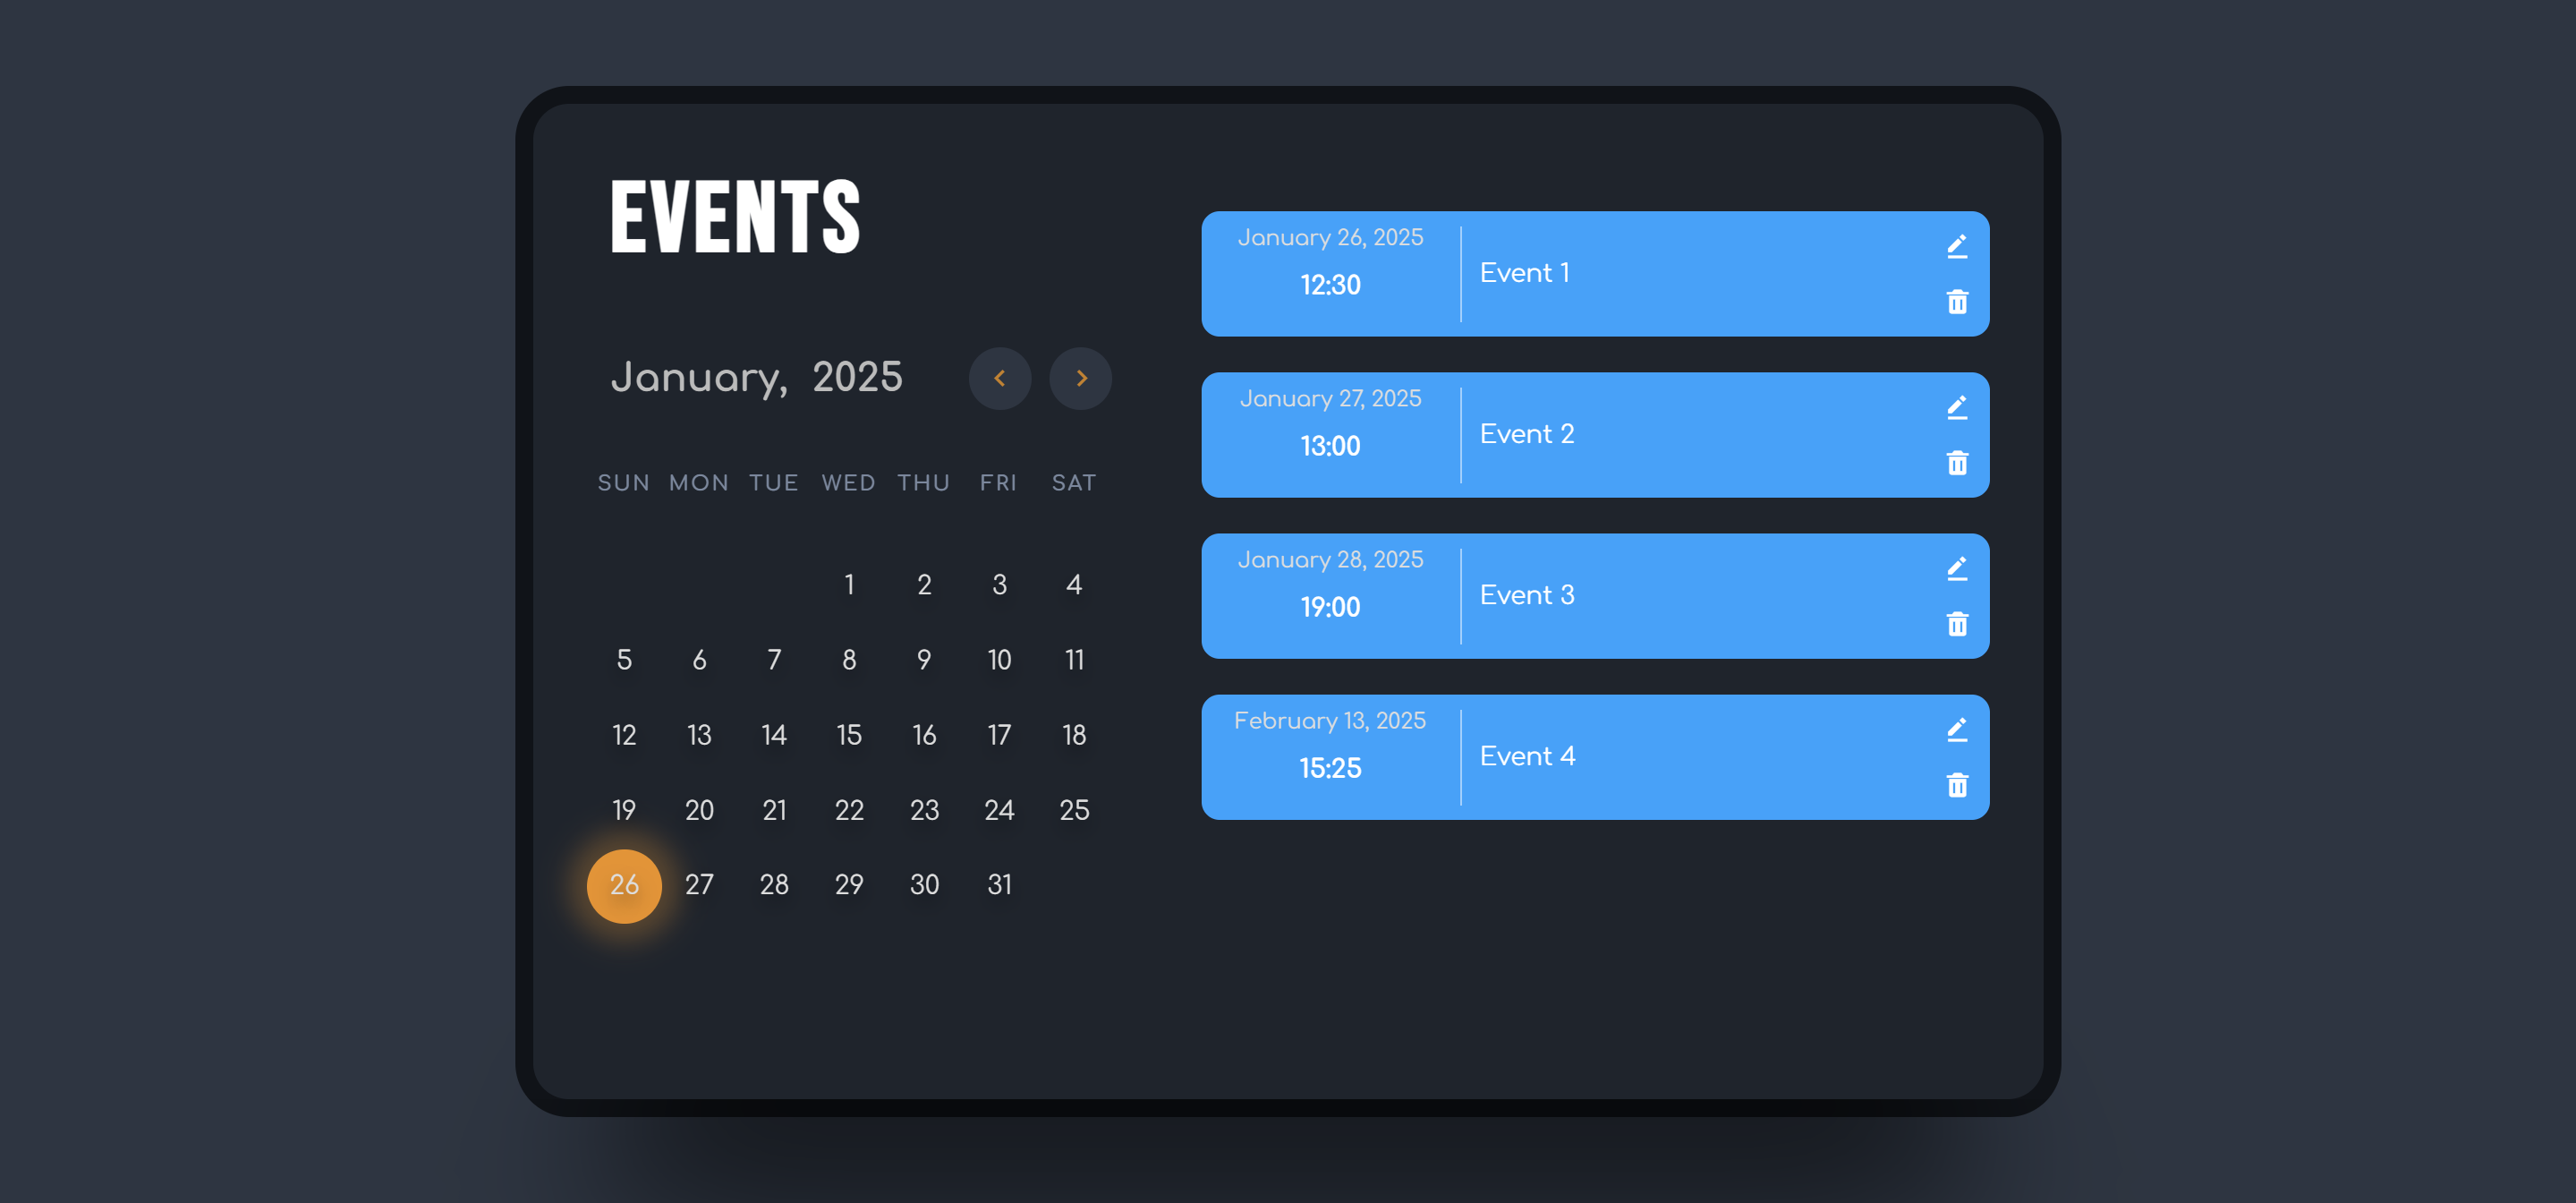 EVENTS
January, 2025
SUN MON TUE WED THU FRI SAT
1 2 3 4
5 6 7 8 9 10 11
12 13 14 15 16 17 18
19 20 21 22 23 24 25
26 27 28 29 30 31
January 26, 2025
12:30
Event 1
January 27, 2025
13:00
Event 2
January 28, 2025
19:00
Event 3
February 13, 2025
15:25
Event 4